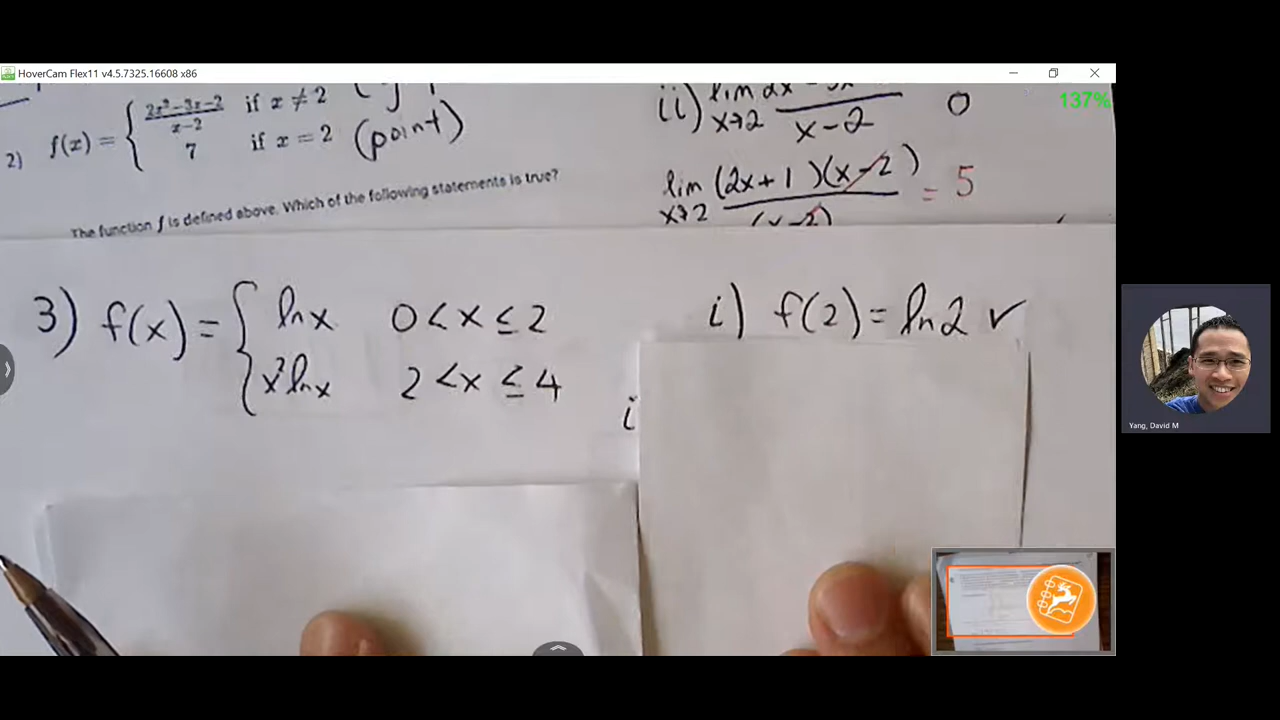 HoverCam Flex11 v4.5.7325.16608 x86
137%
2) f(x) = { (2x²−3x−2)/(x−2) if x ≠ 2
7 if x = 2 (point)
The function f is defined above. Which of the following statements is true?
ii) lim x→2
x−2
0
lim x→2 (2x+1)(x−2) = 5
(x−2)
3) f(x) = { ln x 0 < x ≤ 2
x² ln x 2 < x ≤ 4
i) f(2) = ln 2 ✓
i
Yang, David M